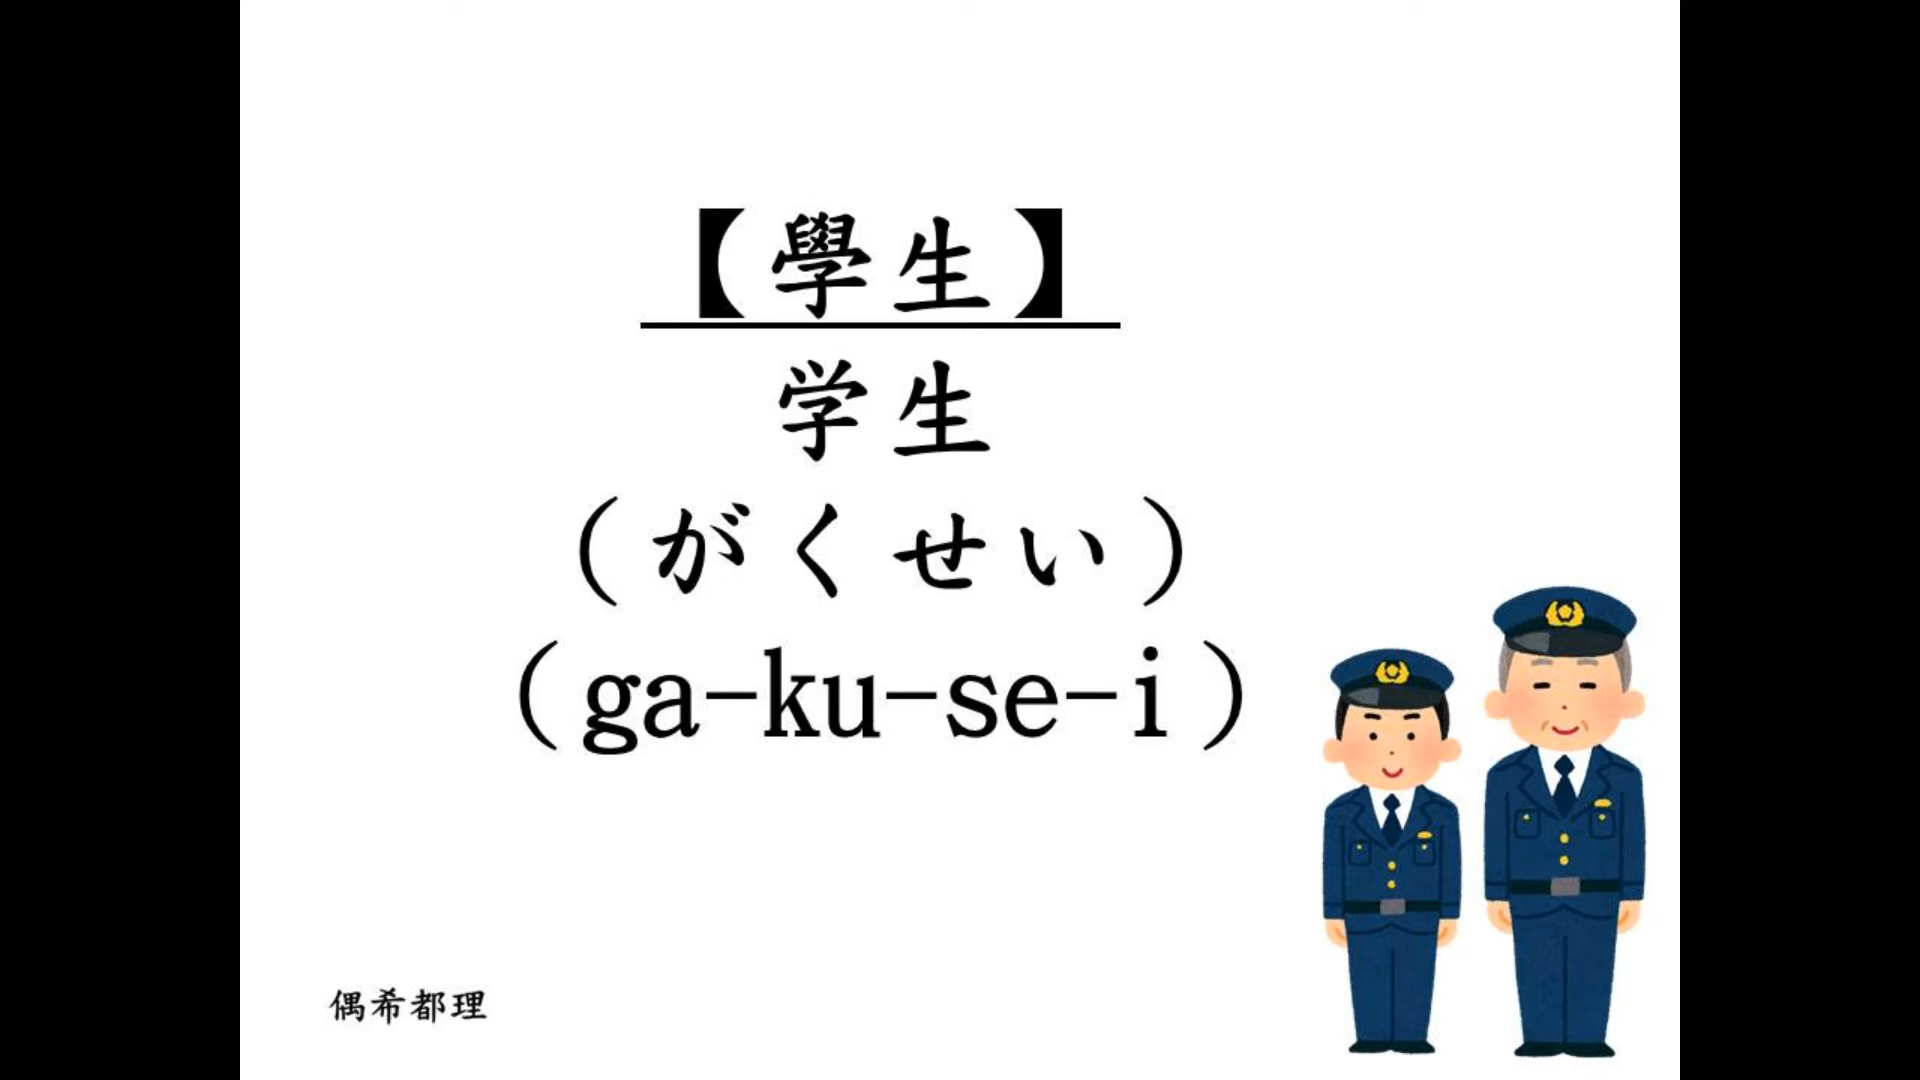 【學生】
学生
(がくせい)
(ga-ku-se-i)
偶希都理